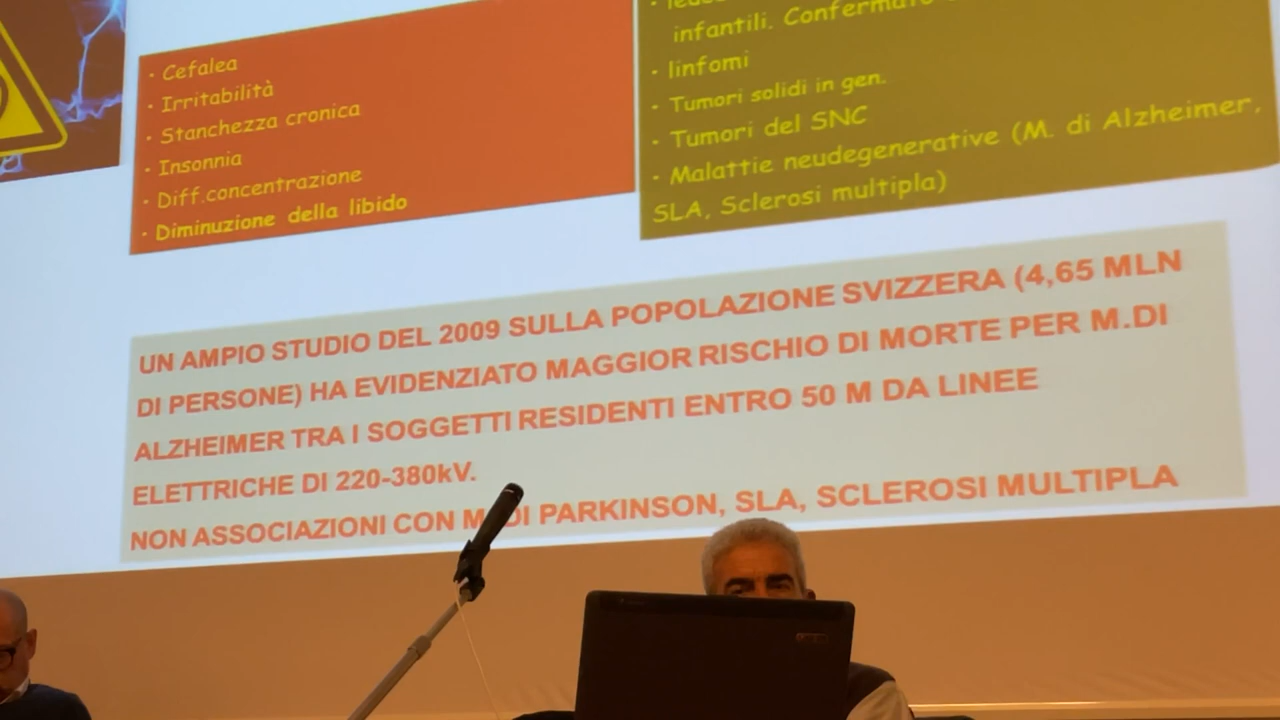 · Cefalea
· Irritabilità
· Stanchezza cronica
· Insonnia
· Diff.concentrazione
· Diminuzione della libido
infantili. Confermato
· linfomi
· Tumori solidi in gen.
· Tumori del SNC
· Malattie neudegenerative (M. di Alzheimer,
SLA, Sclerosi multipla)
UN AMPIO STUDIO DEL 2009 SULLA POPOLAZIONE SVIZZERA (4,65 MLN
DI PERSONE) HA EVIDENZIATO MAGGIOR RISCHIO DI MORTE PER M.DI
ALZHEIMER TRA I SOGGETTI RESIDENTI ENTRO 50 M DA LINEE
ELETTRICHE DI 220-380kV.
NON ASSOCIAZIONI CON M.DI PARKINSON, SLA, SCLEROSI MULTIPLA